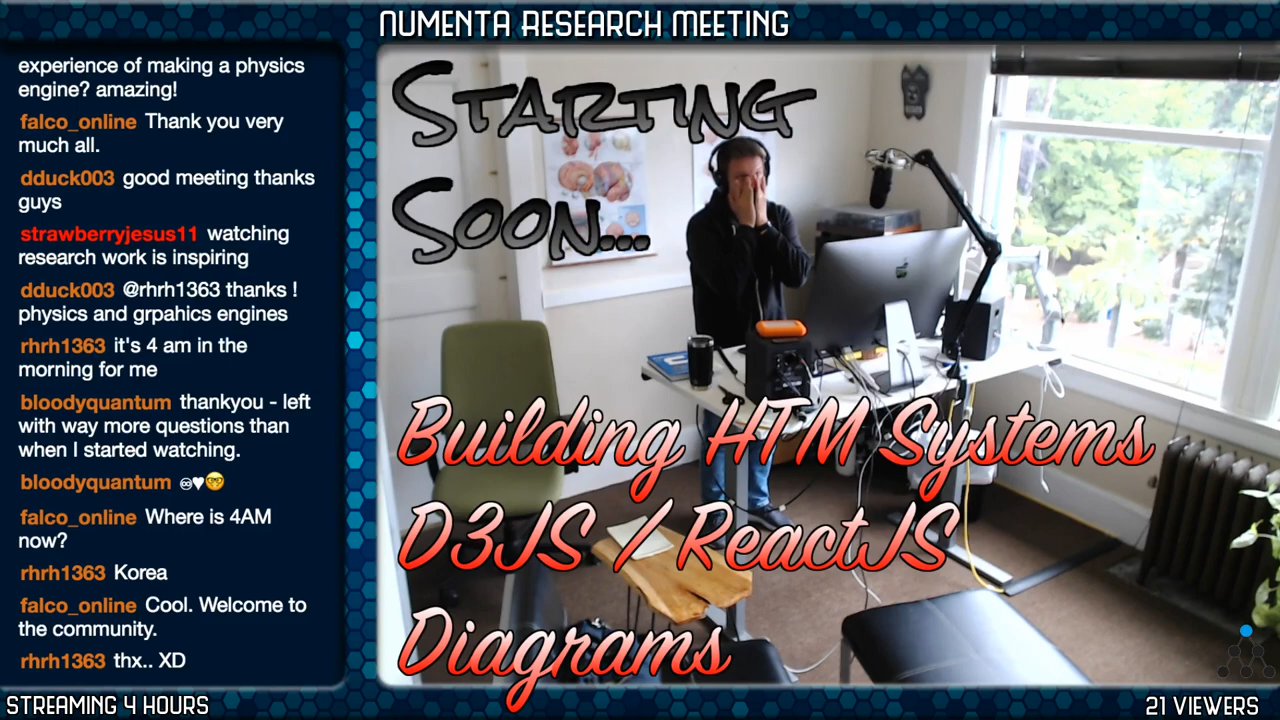 NUMENTA RESEARCH MEETING
experience of making a physics
engine? amazing!
falco_online Thank you very
much all.
dduck003 good meeting thanks
guys
strawberryjesus11 watching
research work is inspiring
dduck003 @rhrh1363 thanks !
physics and grpahics engines
rhrh1363 it's 4 am in the
morning for me
bloodyquantum thankyou - left
with way more questions than
when I started watching.
bloodyquantum ♾♥🤓
falco_online Where is 4AM
now?
rhrh1363 Korea
falco_online Cool. Welcome to
the community.
rhrh1363 thx.. XD
Starting
Soon...
Building HTM Systems
D3JS / ReactJS
Diagrams
STREAMING 4 HOURS
21 VIEWERS